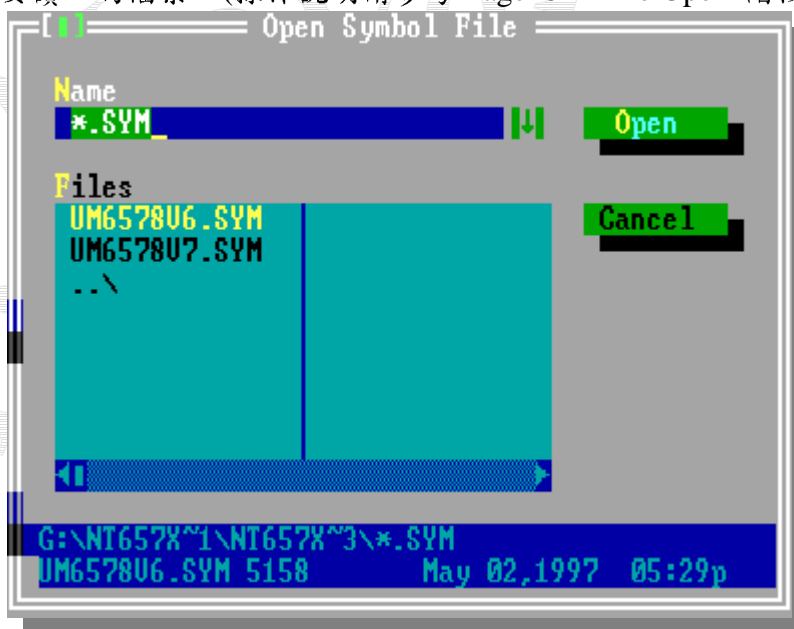 Open Symbol File
Name
*.SYM_
Open
Files
UM6578V6.SYM
UM6578V7.SYM
..\
Cancel
G:\NT657X~1\NT657X~3\*.SYM
UM6578V6.SYM 5158 May 02,1997 05:29p